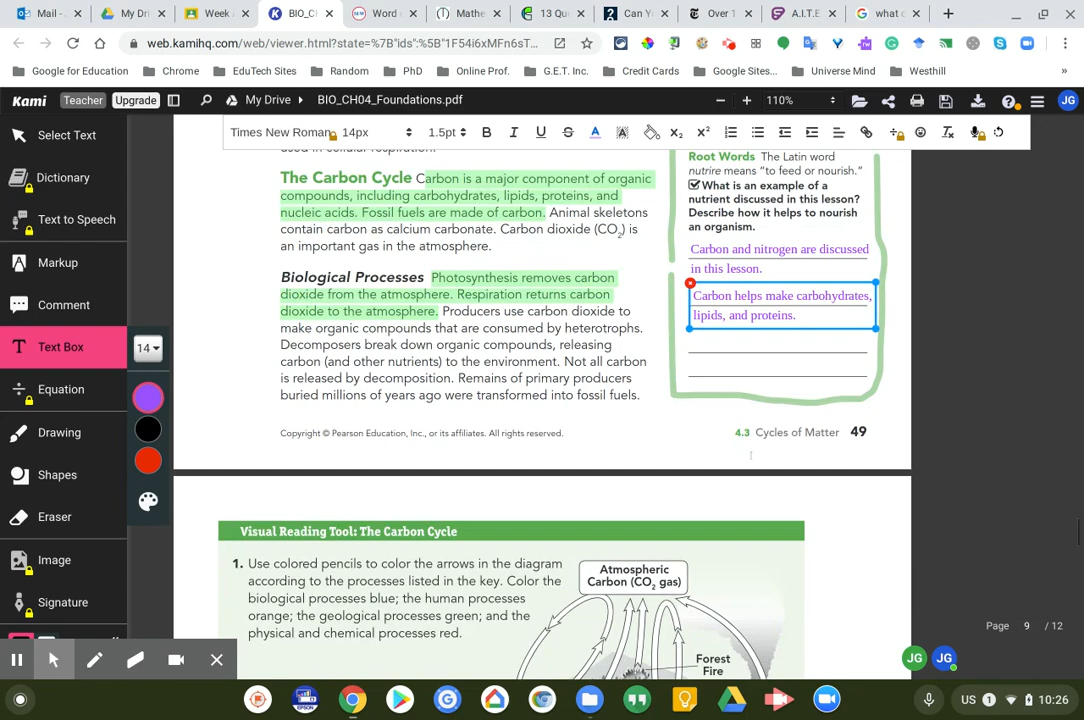 Mail -
My Dri
Week
BIO_CH
Word
Mathe
13 Qu
Can Y
Over 1
A.I.T.E
what c
web.kamihq.com/web/viewer.html?state=%7B"ids"%3A%5B"1F54i6xMFn6sT...
Google for Education
Chrome
EduTech Sites
Random
PhD
Online Prof.
G.E.T. Inc.
Credit Cards
Google Sites...
Universe Mind
Westhill
»
Kami
Teacher
Upgrade
My Drive
BIO_CH04_Foundations.pdf
110%
JG
Times New Roman
14px
1.5pt
B I U S A
X₂ X²
Select Text
Dictionary
Text to Speech
Markup
Comment
Text Box
14
Equation
Drawing
Shapes
Eraser
Image
Signature
used in cellular respiration.
The Carbon Cycle Carbon is a major component of organic
compounds, including carbohydrates, lipids, proteins, and
nucleic acids. Fossil fuels are made of carbon. Animal skeletons
contain carbon as calcium carbonate. Carbon dioxide (CO₂) is
an important gas in the atmosphere.
Biological Processes Photosynthesis removes carbon
dioxide from the atmosphere. Respiration returns carbon
dioxide to the atmosphere. Producers use carbon dioxide to
make organic compounds that are consumed by heterotrophs.
Decomposers break down organic compounds, releasing
carbon (and other nutrients) to the environment. Not all carbon
is released by decomposition. Remains of primary producers
buried millions of years ago were transformed into fossil fuels.
Root Words The Latin word
nutrire means “to feed or nourish.”
What is an example of a
nutrient discussed in this lesson?
Describe how it helps to nourish
an organism.
Carbon and nitrogen are discussed
in this lesson.
Carbon helps make carbohydrates,
lipids, and proteins.
Copyright © Pearson Education, Inc., or its affiliates. All rights reserved.
4.3 Cycles of Matter 49
Visual Reading Tool: The Carbon Cycle
1. Use colored pencils to color the arrows in the diagram
according to the processes listed in the key. Color the
biological processes blue; the human processes
orange; the geological processes green; and the
physical and chemical processes red.
Atmospheric
Carbon (CO₂ gas)
Forest
Fire
Page 9 / 12
JG JG
EPSON
US 1 10:26